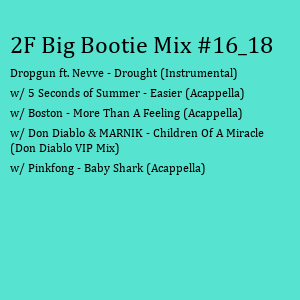 2F Big Bootie Mix #16_18
Dropgun ft. Nevve - Drought (Instrumental)
w/ 5 Seconds of Summer - Easier (Acappella)
w/ Boston - More Than A Feeling (Acappella)
w/ Don Diablo & MARNIK - Children Of A Miracle
(Don Diablo VIP Mix)
w/ Pinkfong - Baby Shark (Acappella)